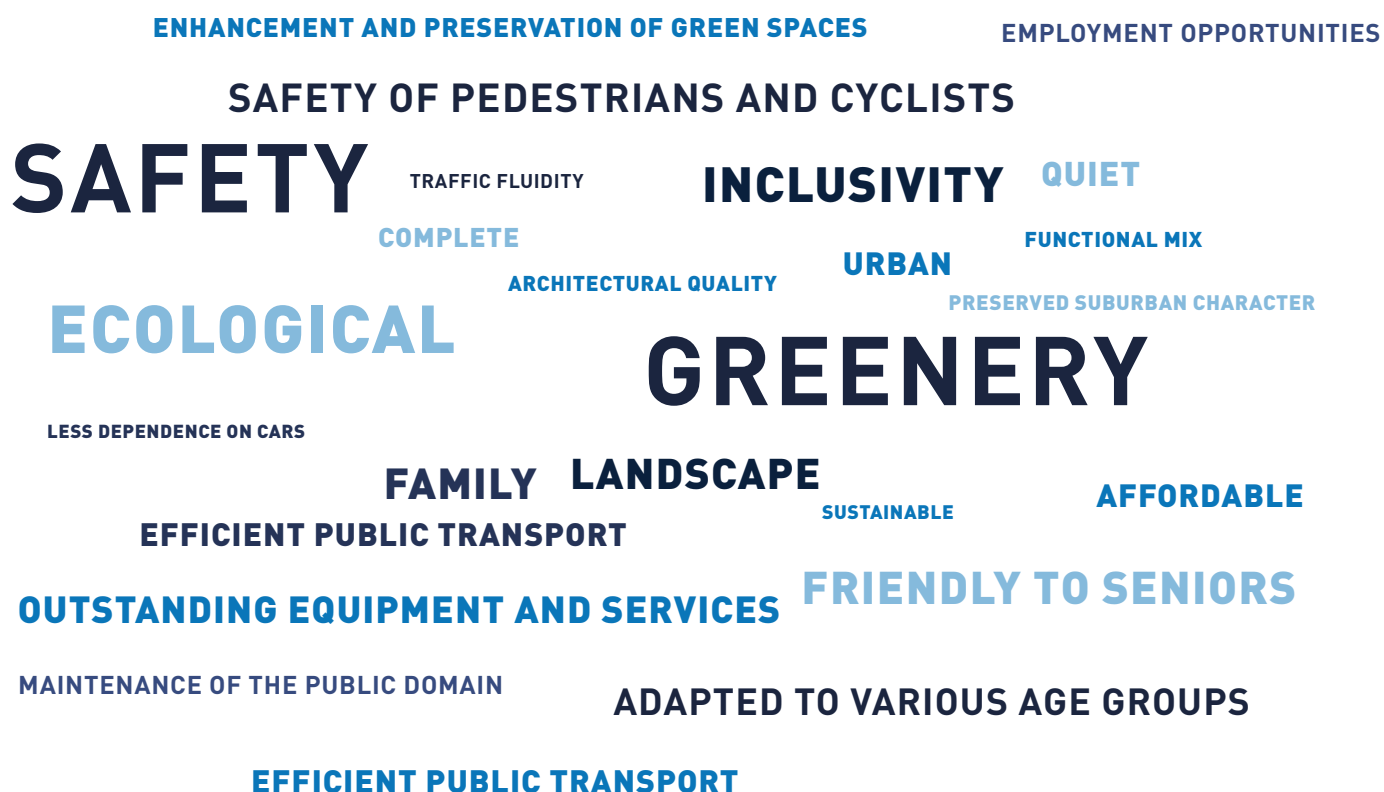 ENHANCEMENT AND PRESERVATION OF GREEN SPACES
EMPLOYMENT OPPORTUNITIES
SAFETY OF PEDESTRIANS AND CYCLISTS
SAFETY
TRAFFIC FLUIDITY
INCLUSIVITY
QUIET
COMPLETE
FUNCTIONAL MIX
URBAN
ARCHITECTURAL QUALITY
PRESERVED SUBURBAN CHARACTER
ECOLOGICAL
GREENERY
LESS DEPENDENCE ON CARS
FAMILY
LANDSCAPE
AFFORDABLE
SUSTAINABLE
EFFICIENT PUBLIC TRANSPORT
FRIENDLY TO SENIORS
OUTSTANDING EQUIPMENT AND SERVICES
MAINTENANCE OF THE PUBLIC DOMAIN
ADAPTED TO VARIOUS AGE GROUPS
EFFICIENT PUBLIC TRANSPORT